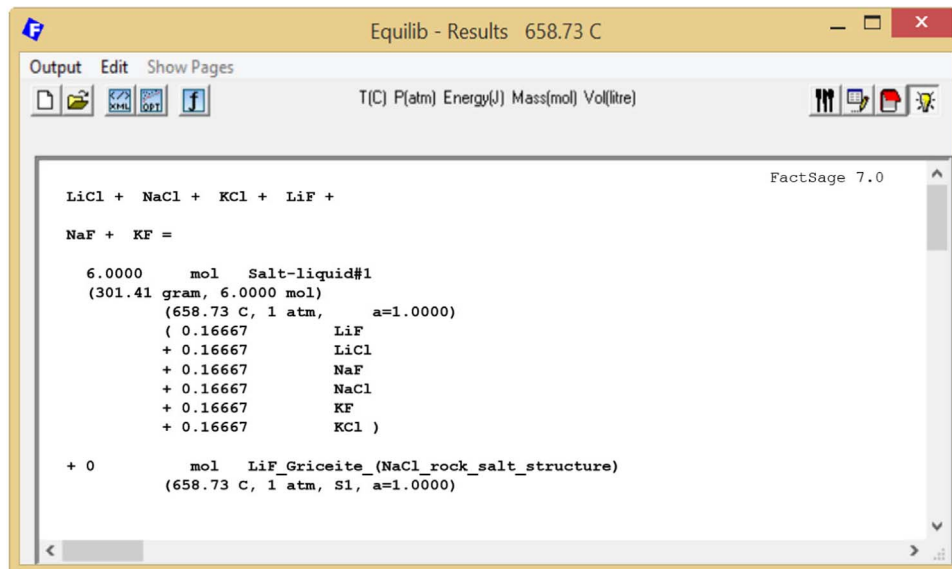 Equilib - Results 658.73 C
Output Edit Show Pages
T(C) P(atm) Energy(J) Mass(mol) Vol(litre)
FactSage 7.0
LiCl + NaCl + KCl + LiF +
NaF + KF =
6.0000 mol Salt-liquid#1
(301.41 gram, 6.0000 mol)
(658.73 C, 1 atm, a=1.0000)
( 0.16667 LiF
+ 0.16667 LiCl
+ 0.16667 NaF
+ 0.16667 NaCl
+ 0.16667 KF
+ 0.16667 KCl )
+ 0 mol LiF_Griceite_(NaCl_rock_salt_structure)
(658.73 C, 1 atm, S1, a=1.0000)